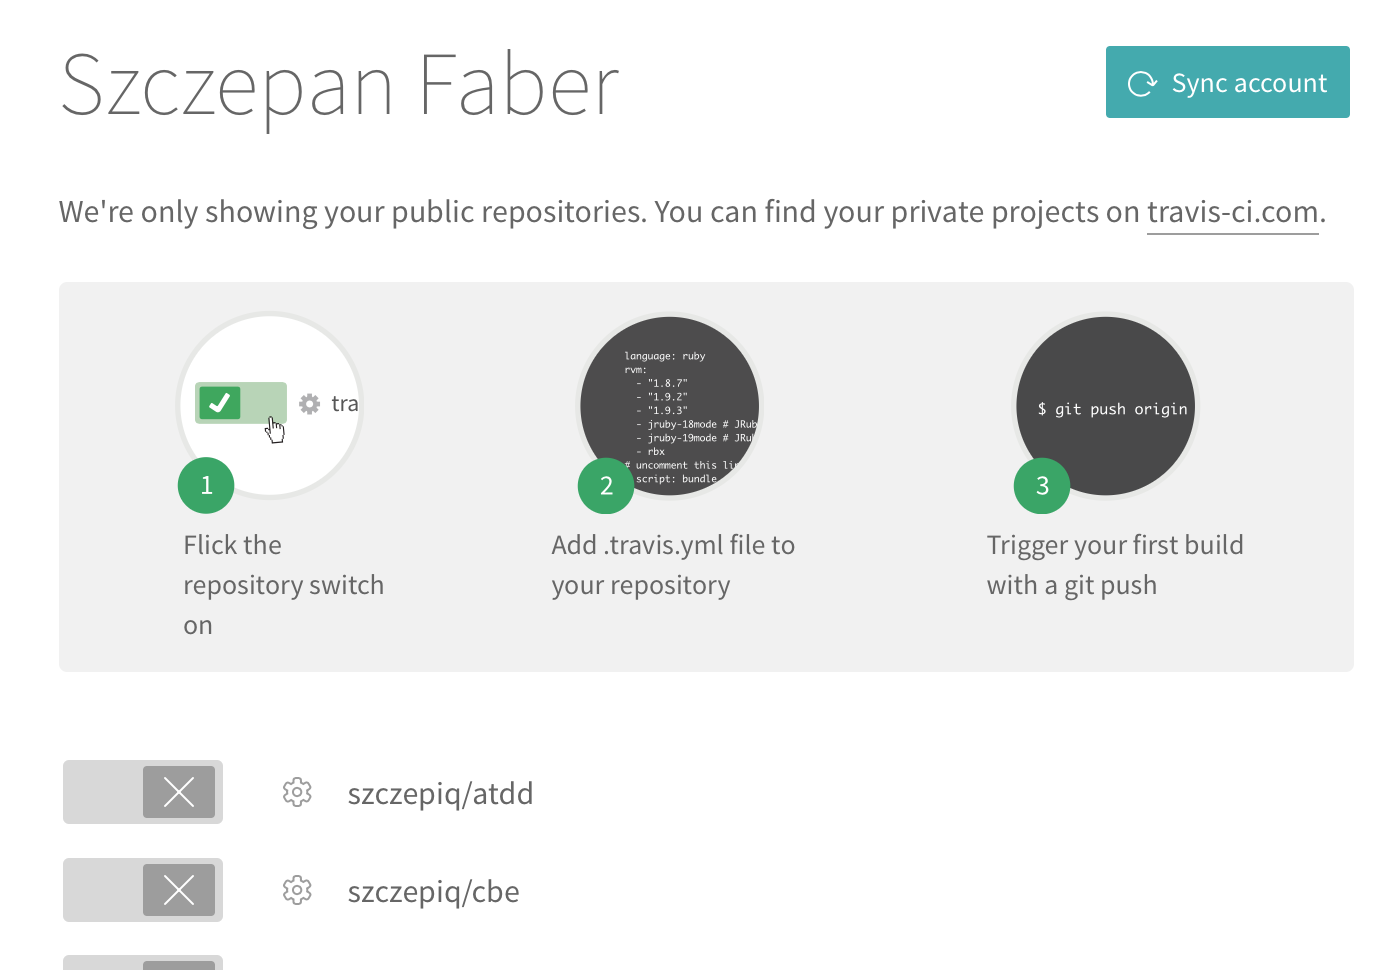 Szczepan Faber
Sync account
We're only showing your public repositories. You can find your private projects on travis-ci.com.
tra
1
Flick the
repository switch
on
language: ruby
rvm:
- "1.8.7"
- "1.9.2"
- "1.9.3"
- jruby-18mode # JRub
- jruby-19mode # JRu
- rbx
# uncomment this li
script: bundle
2
Add .travis.yml file to
your repository
$ git push origin
3
Trigger your first build
with a git push
szczepiq/atdd
szczepiq/cbe